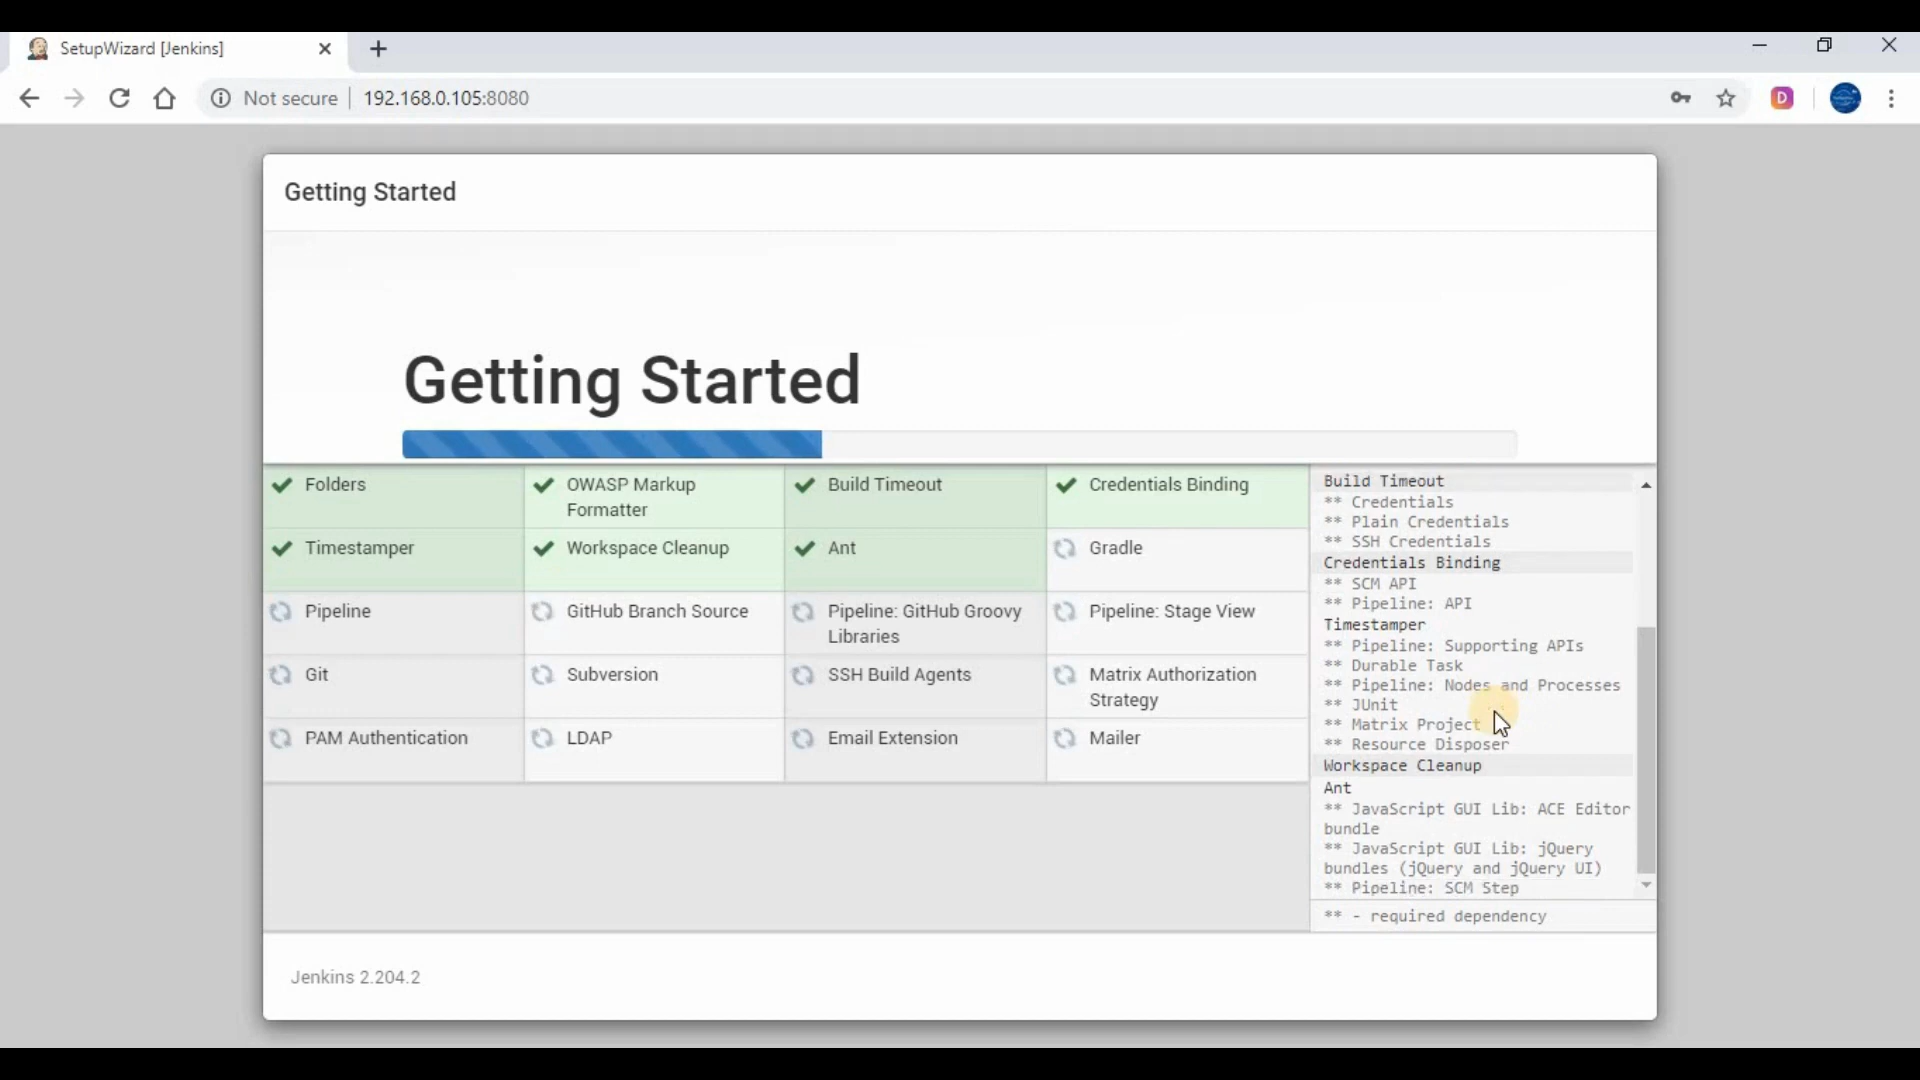 SetupWizard [Jenkins]
Not secure
192.168.0.105:8080
D
Getting Started
Getting Started
Folders
OWASP Markup
Formatter
Build Timeout
Credentials Binding
Timestamper
Workspace Cleanup
Ant
Gradle
Pipeline
GitHub Branch Source
Pipeline: GitHub Groovy
Libraries
Pipeline: Stage View
Git
Subversion
SSH Build Agents
Matrix Authorization
Strategy
PAM Authentication
LDAP
Email Extension
Mailer
Build Timeout
** Credentials
** Plain Credentials
** SSH Credentials
Credentials Binding
** SCM API
** Pipeline: API
Timestamper
** Pipeline: Supporting APIs
** Durable Task
** Pipeline: Nodes and Processes
** JUnit
** Matrix Project
** Resource Disposer
Workspace Cleanup
Ant
** JavaScript GUI Lib: ACE Editor
bundle
** JavaScript GUI Lib: jQuery
bundles (jQuery and jQuery UI)
** Pipeline: SCM Step
** - required dependency
Jenkins 2.204.2